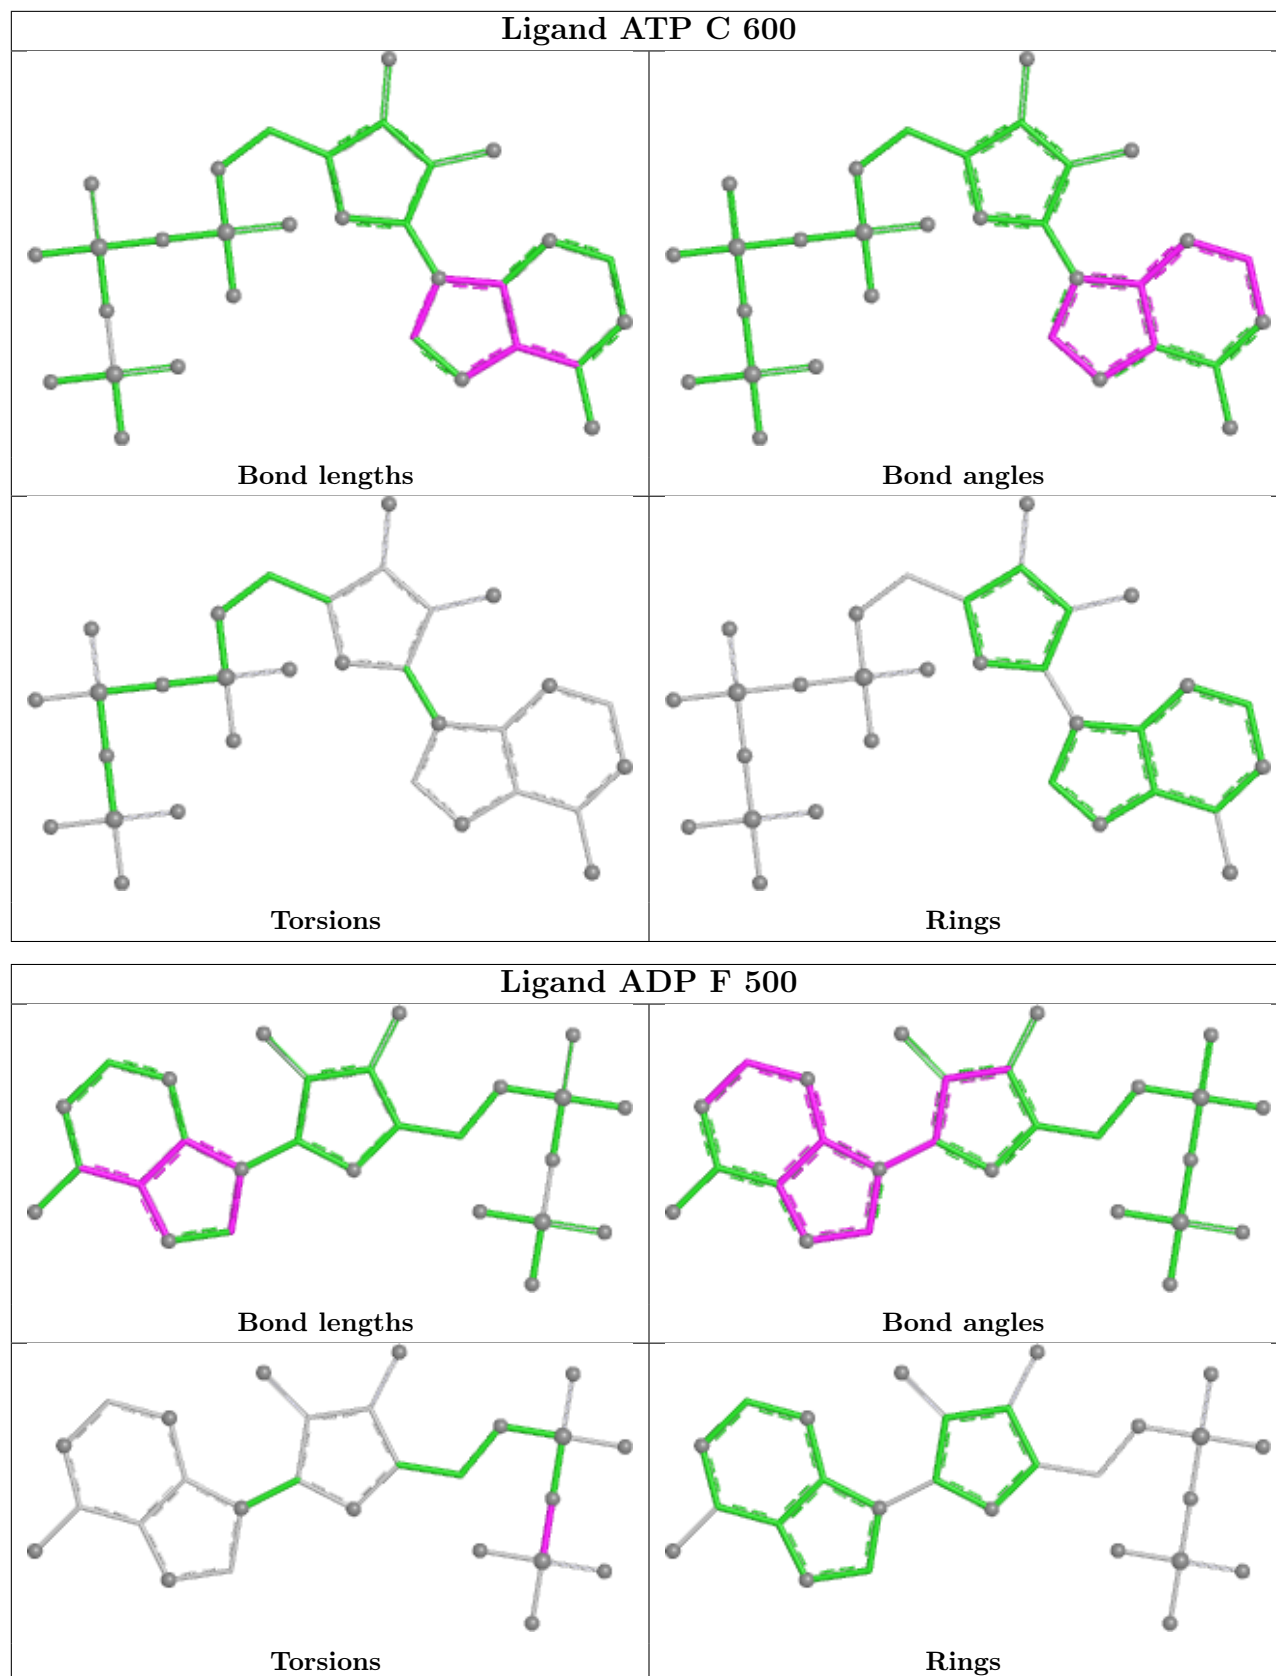 Ligand ATP C 600
Bond lengths
Bond angles
Torsions
Rings
Ligand ADP F 500
Bond lengths
Bond angles
Torsions
Rings